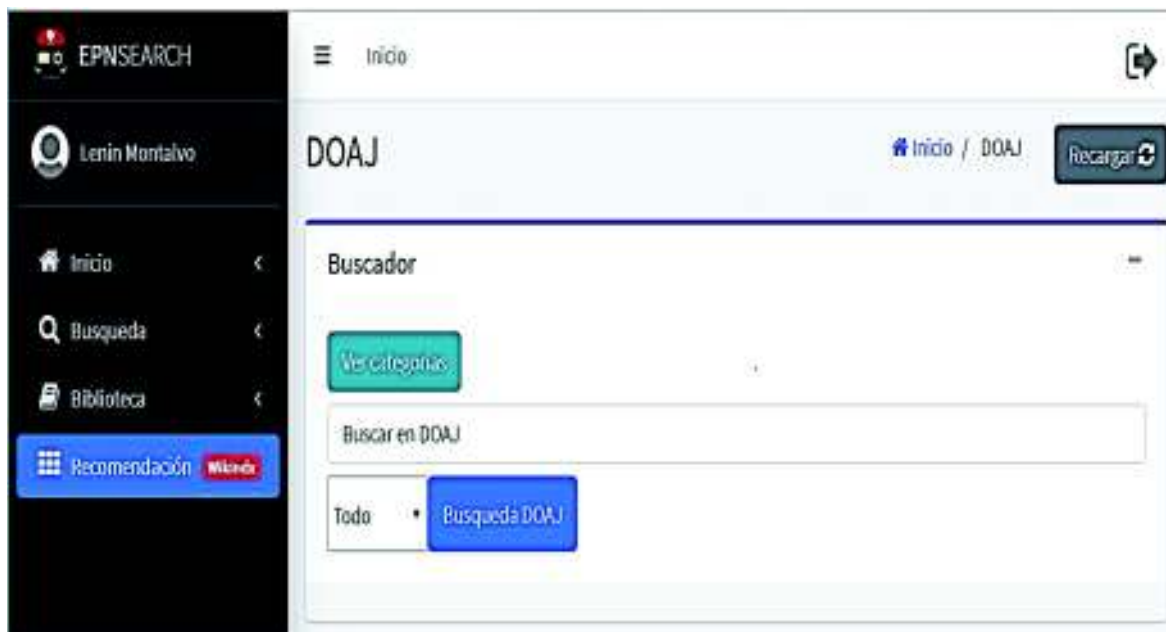 EPNSEARCH
Inicio
Lenin Montalvo
DOAJ
Inicio / DOAJ
Recargar
Inicio
Buscador
Busqueda
Ver categorias
Biblioteca
Buscar en DOAJ
Recomendación
Todo
Busqueda DOAJ